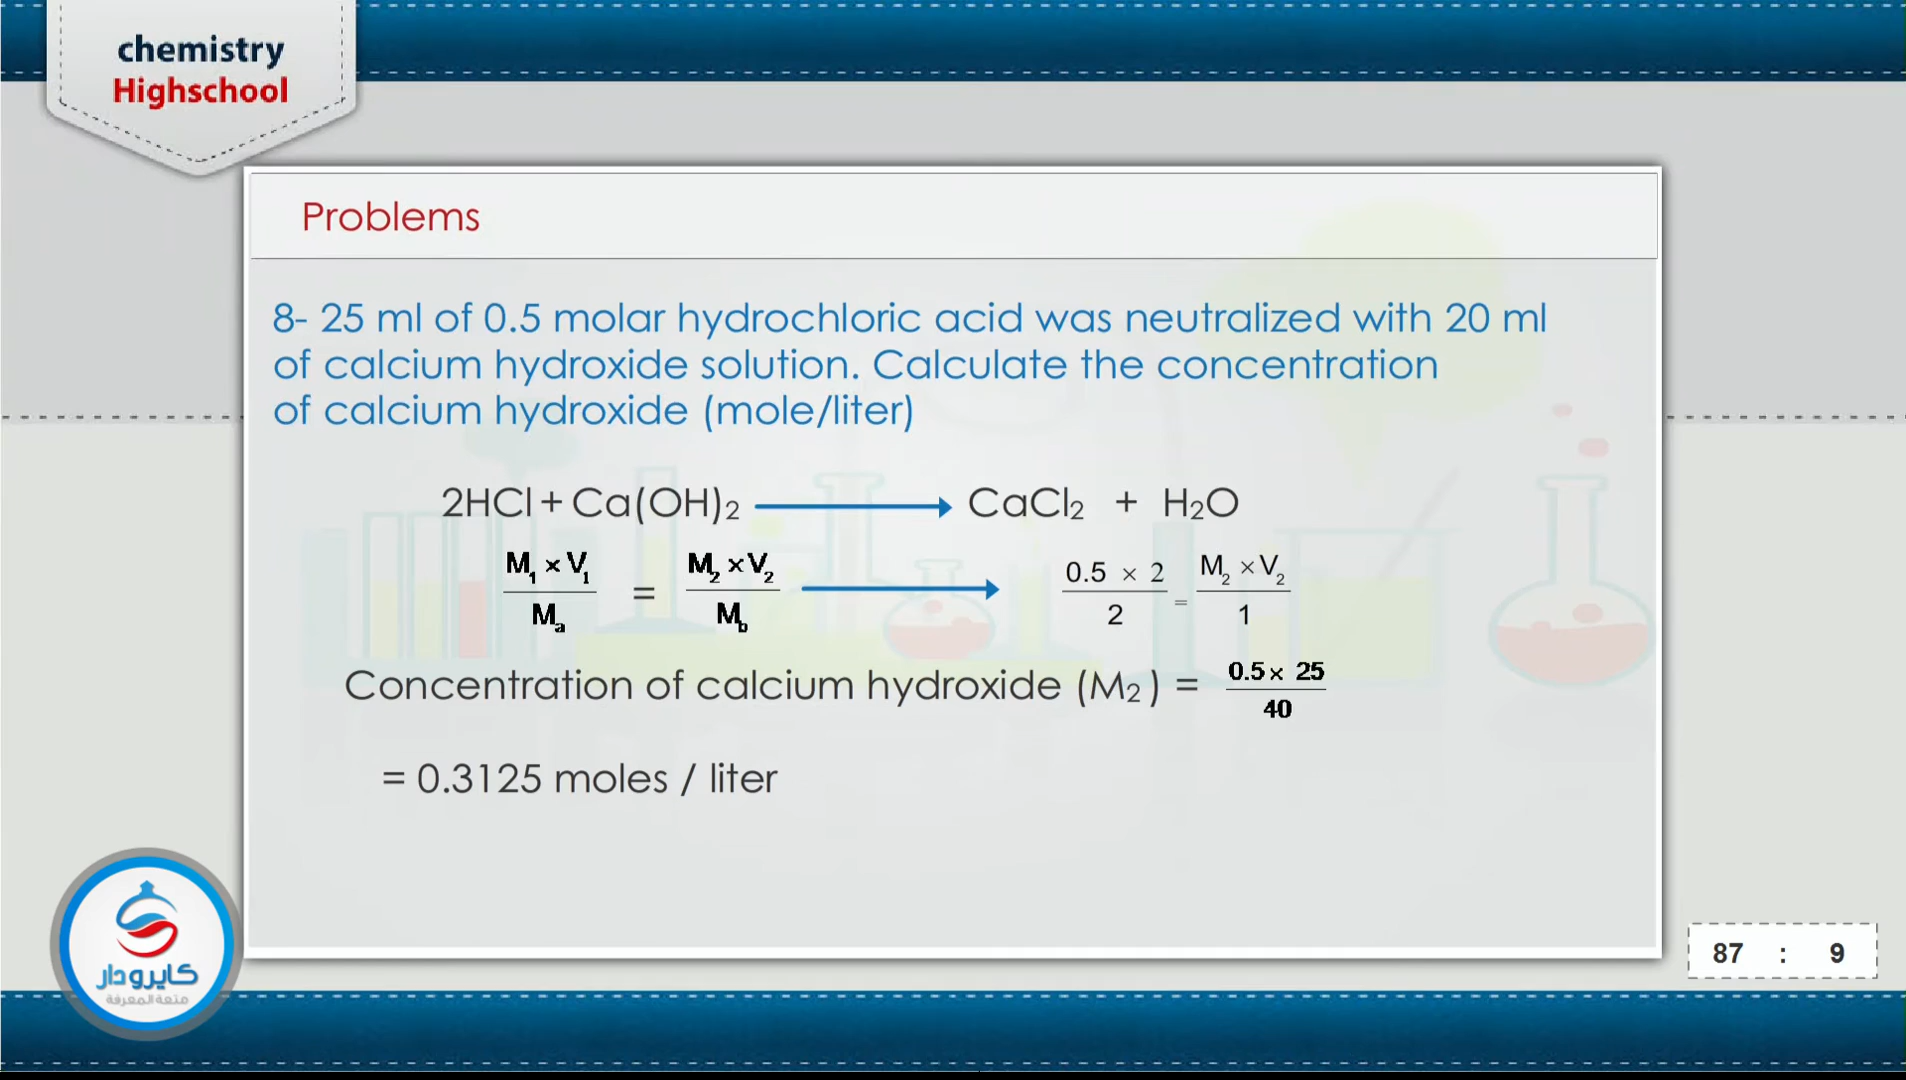 chemistry
Highschool
Problems
8- 25 ml of 0.5 molar hydrochloric acid was neutralized with 20 ml
of calcium hydroxide solution. Calculate the concentration
of calcium hydroxide (mole/liter)
2HCl + Ca(OH)₂ → CaCl₂ + H₂O
M₁ × V₁ / Mₐ = M₂ × V₂ / M_b → 0.5 × 2 / 2 = M₂ × V₂ / 1
Concentration of calcium hydroxide (M₂ ) = 0.5 × 25 / 40
= 0.3125 moles / liter
كايرودار
متعة المعرفة
87 : 9